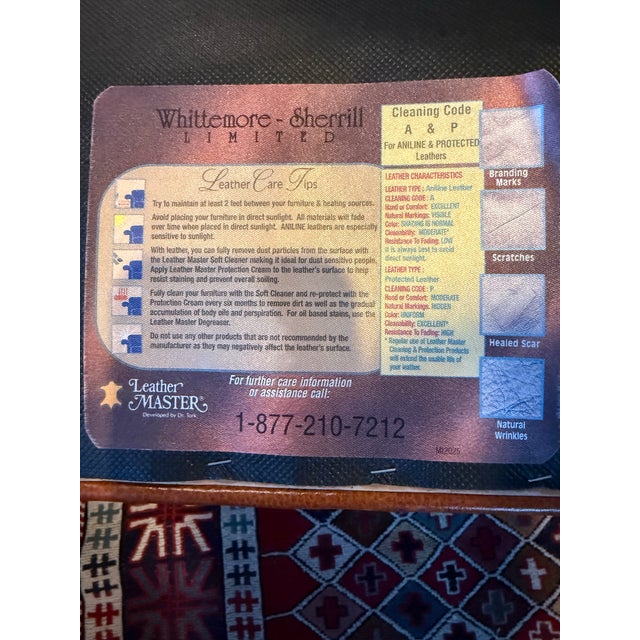 Whittemore - Sherrill
LIMITED
Leather Care Tips
Try to maintain at least 2 feet between your furniture & heating sources.
Avoid placing your furniture in direct sunlight. All materials will fade
over time when placed in direct sunlight. ANILINE leathers are especially
sensitive to sunlight.
With leather, you can fully remove dust particles from the surface with
the Leather Master Soft Cleaner making it ideal for dust sensitive people.
Apply Leather Master Protection Cream to the leather's surface to help
resist staining and prevent overall soiling.
Fully clean your furniture with the Soft Cleaner and re-protect with the
Protection Cream every six months to remove dirt as well as the gradual
accumulation of body oils and perspiration. For oil based stains, use the
Leather Master Degreaser.
Do not use any other products that are not recommended by the
manufacturer as they may negatively affect the leather's surface.
Leather
MASTER®
Developed by Dr. Tork
For further care information
or assistance call:
1-877-210-7212
Cleaning Code
A & P
For ANILINE & PROTECTED
Leathers
LEATHER CHARACTERISTICS
LEATHER TYPE: Aniline Leather
CLEANING CODE: A
Hand or Comfort: EXCELLENT
Natural Markings: VISIBLE
Color: SHADING IS NORMAL
Cleanability: MODERATE*
Resistance To Fading: LOW
it is always best to avoid
direct sunlight.
LEATHER TYPE:
Protected Leather
CLEANING CODE: P
Hand or Comfort: MODERATE
Natural Markings: HIDDEN
Color: UNIFORM
Cleanability: EXCELLENT*
Resistance To Fading: HIGH
* Regular use of Leather Master
Cleaning & Protection Products
will extend the usable life of
your leather.
Branding
Marks
Scratches
Healed Scar
Natural
Wrinkles